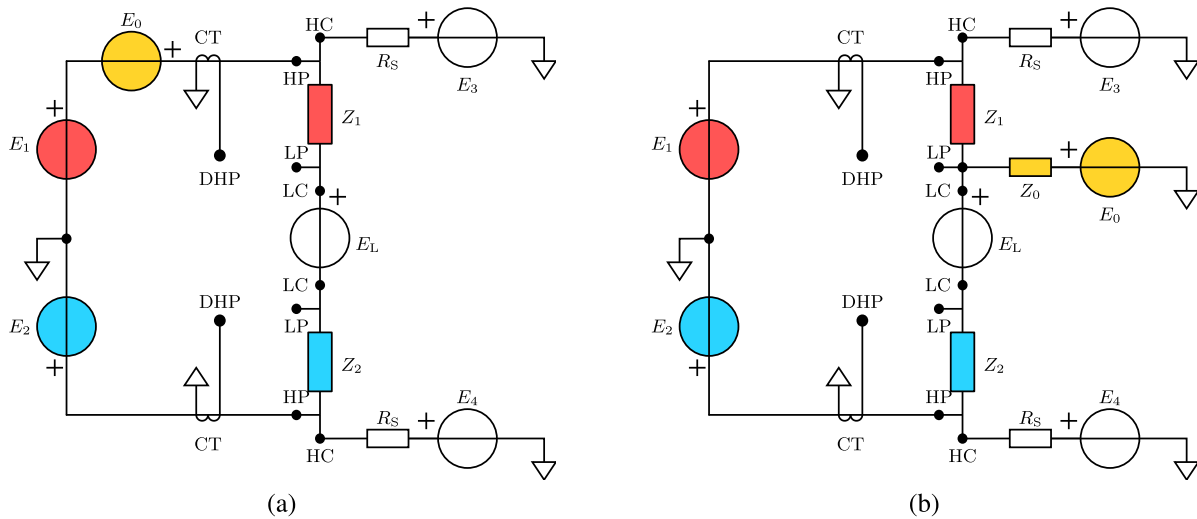 E0
+
CT
HC
RS
+
E3
HP
+
E1
Z1
LP
DHP
LC
+
EL
LC
DHP
LP
E2
+
Z2
HP
CT
HC
RS
+
E4
(a)
CT
HC
RS
+
E3
HP
+
E1
Z1
LP
DHP
LC
+
Z0
+
E0
EL
LC
DHP
LP
E2
+
Z2
HP
CT
HC
RS
+
E4
(b)